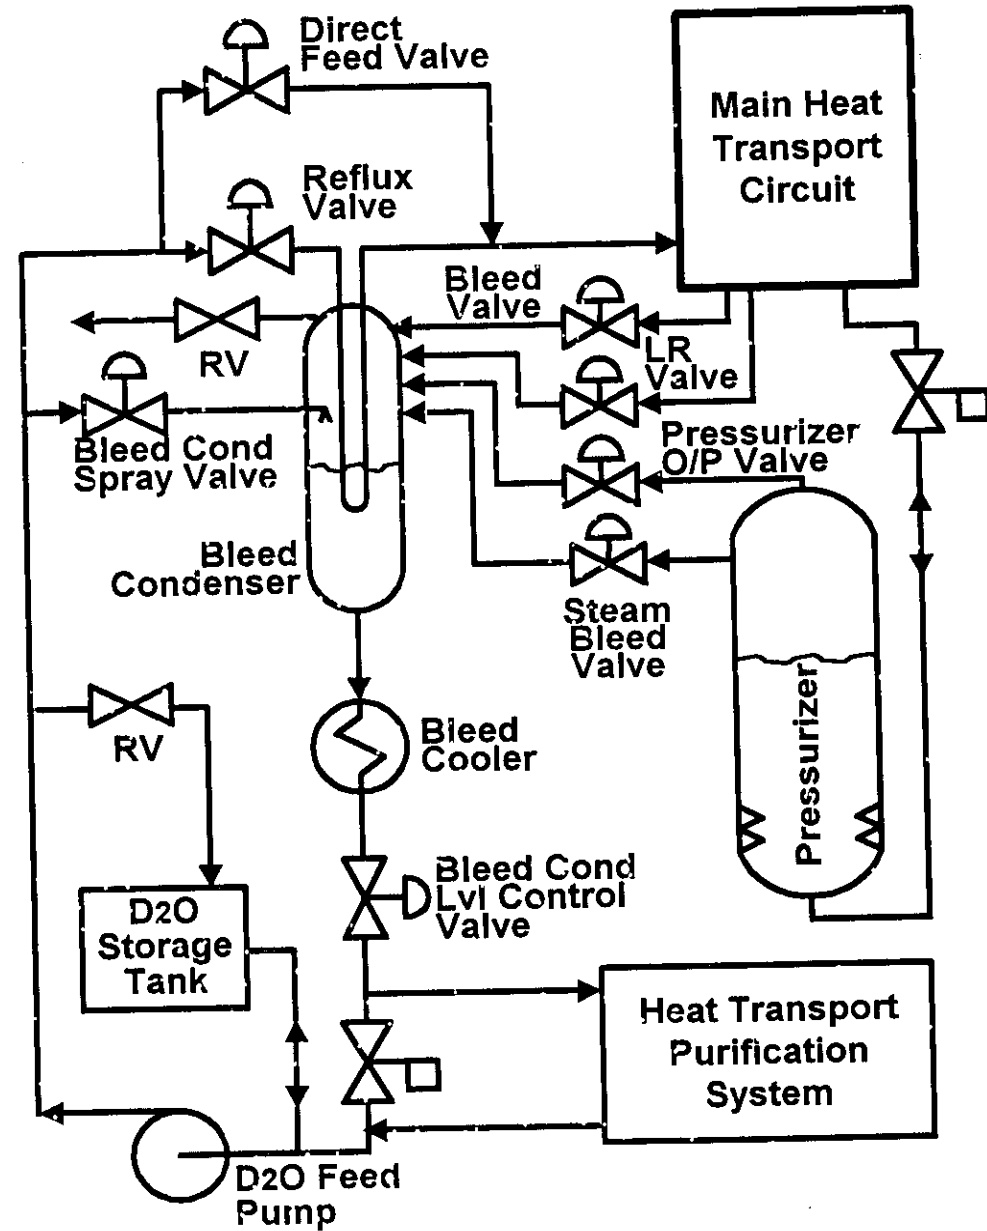 Direct
Feed Valve
Main Heat
Transport
Circuit
Reflux
Valve
Bleed
Valve
RV
LR
Valve
Bleed Cond
Spray Valve
Pressurizer
O/P Valve
Bleed
Condenser
Steam
Bleed
Valve
RV
Bleed
Cooler
Pressurizer
Bleed Cond
Lvl Control
Valve
D2O
Storage
Tank
Heat Transport
Purification
System
D2O Feed
Pump